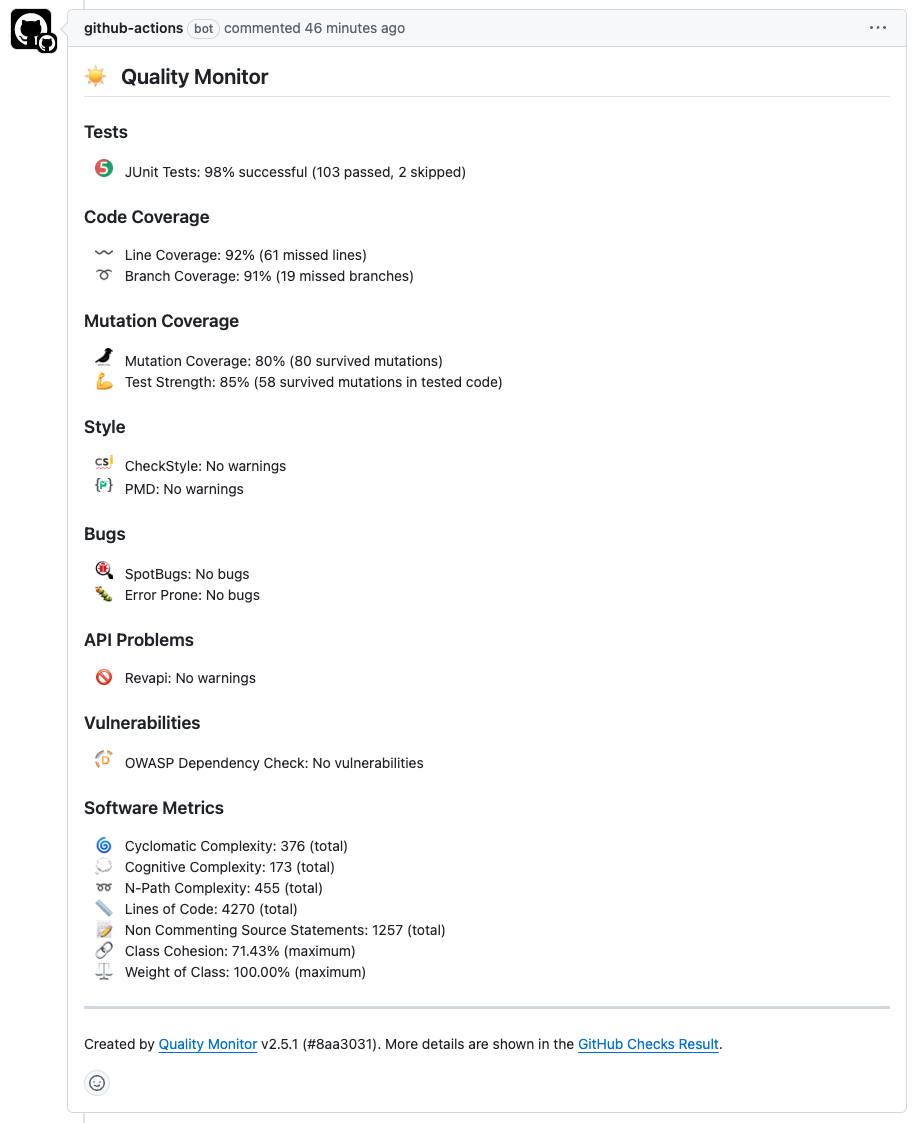 github-actions bot commented 46 minutes ago
Quality Monitor
Tests
5 JUnit Tests: 98% successful (103 passed, 2 skipped)
Code Coverage
Line Coverage: 92% (61 missed lines)
Branch Coverage: 91% (19 missed branches)
Mutation Coverage
Mutation Coverage: 80% (80 survived mutations)
Test Strength: 85% (58 survived mutations in tested code)
Style
CS! CheckStyle: No warnings
{P} PMD: No warnings
Bugs
SpotBugs: No bugs
Error Prone: No bugs
API Problems
Revapi: No warnings
Vulnerabilities
D OWASP Dependency Check: No vulnerabilities
Software Metrics
Cyclomatic Complexity: 376 (total)
Cognitive Complexity: 173 (total)
N-Path Complexity: 455 (total)
Lines of Code: 4270 (total)
Non Commenting Source Statements: 1257 (total)
Class Cohesion: 71.43% (maximum)
Weight of Class: 100.00% (maximum)
Created by Quality Monitor v2.5.1 (#8aa3031). More details are shown in the GitHub Checks Result.